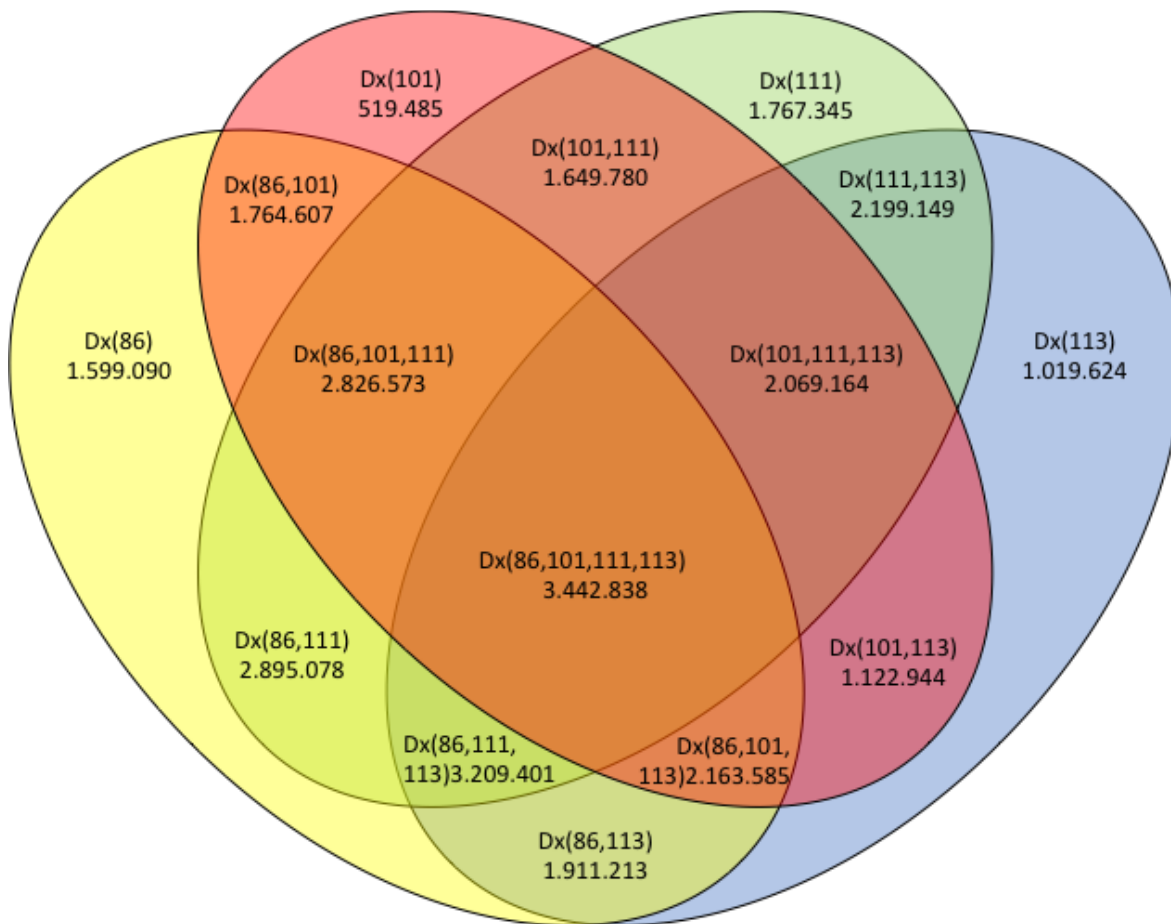 Dx(101)
519.485
Dx(111)
1.767.345
Dx(101,111)
1.649.780
Dx(86,101)
1.764.607
Dx(111,113)
2.199.149
Dx(86)
1.599.090
Dx(86,101,111)
2.826.573
Dx(101,111,113)
2.069.164
Dx(113)
1.019.624
Dx(86,101,111,113)
3.442.838
Dx(86,111)
2.895.078
Dx(101,113)
1.122.944
Dx(86,111,
113)3.209.401
Dx(86,101,
113)2.163.585
Dx(86,113)
1.911.213